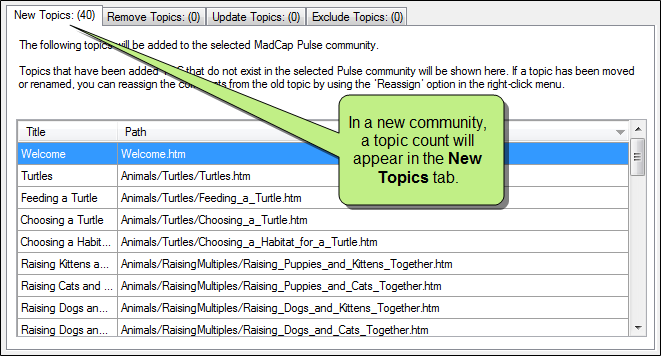 New Topics: (40) Remove Topics: (0) Update Topics: (0) Exclude Topics: (0)
The following topics will be added to the selected MadCap Pulse community.
Topics that have been added that do not exist in the selected Pulse community will be shown here. If a topic has been moved
or renamed, you can reassign the from the old topic by using the 'Reassign' option in the right-click menu.
In a new community,
a topic count will
appear in the New
Topics tab.
Title Path
Welcome Welcome.htm
Turtles Animals/Turtles/Turtles.htm
Feeding a Turtle Animals/Turtles/Feeding_a_Turtle.htm
Choosing a Turtle Animals/Turtles/Choosing_a_Turtle.htm
Choosing a Habit... Animals/Turtles/Choosing_a_Habitat_for_a_Turtle.htm
Raising Kittens a... Animals/RaisingMultiples/Raising_Puppies_and_Kittens_Together.htm
Raising Cats and ... Animals/RaisingMultiples/Raising_Puppies_and_Cats_Together.htm
Raising Dogs an... Animals/RaisingMultiples/Raising_Dogs_and_Kittens_Together.htm
Raising Dogs an... Animals/RaisingMultiples/Raising_Dogs_and_Cats_Together.htm